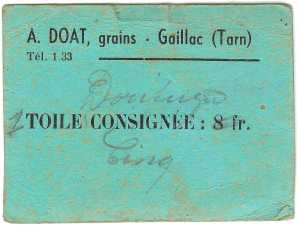 A. DOAT, grains - Gaillac (Tarn)
Tél. 1.33
TOILE CONSIGNÉE : 8 fr.
Cinq